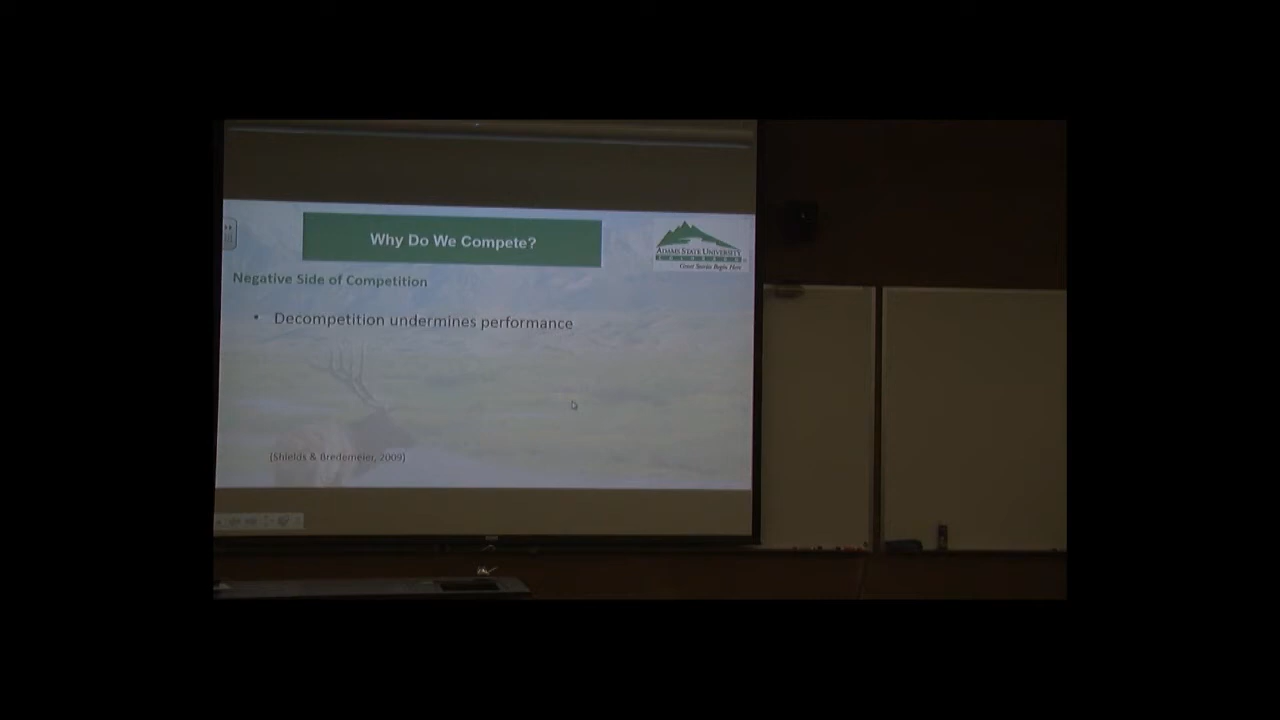 Why Do We Compete?
ADAMS STATE UNIVERSITY
COLORADO
Great Stories Begin Here
Negative Side of Competition
• Decompetition undermines performance
(Shields & Bredemeier, 2009)